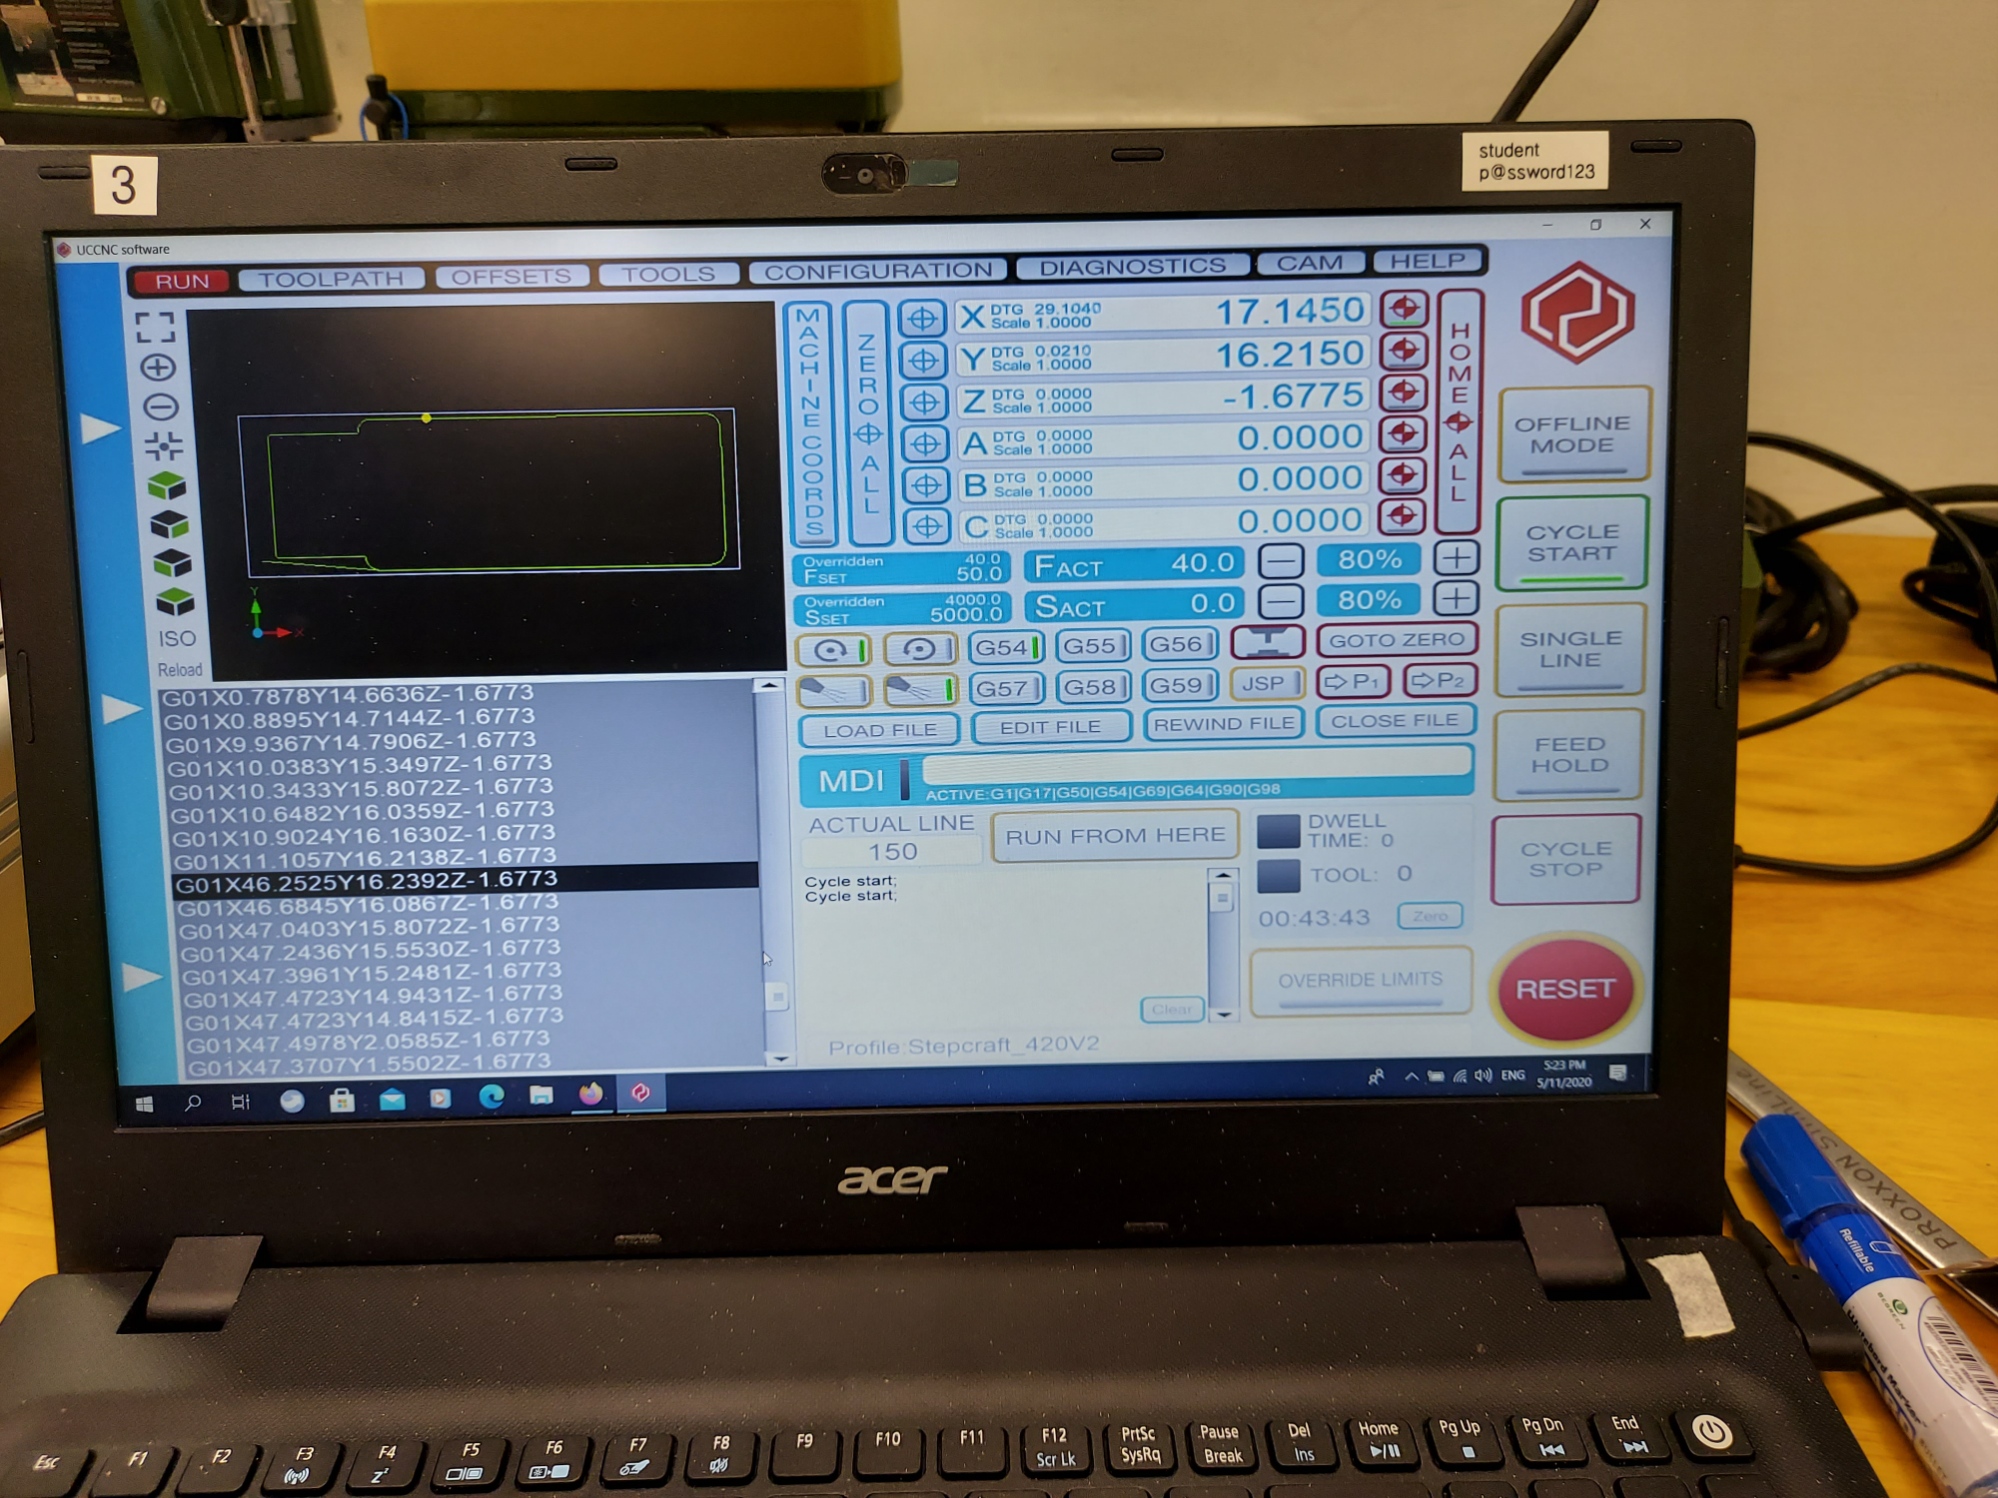 3
student
p@ssword123
UCCNC software
RUN TOOLPATH OFFSETS TOOLS CONFIGURATION DIAGNOSTICS CAM HELP
MACHINE COORDS
ZERO ALL
HOME ALL
X DTG 29.1040 Scale 1.0000 17.1450
Y DTG 0.0210 Scale 1.0000 16.2150
Z DTG 0.0000 Scale 1.0000 -1.6775
A DTG 0.0000 Scale 1.0000 0.0000
B DTG 0.0000 Scale 1.0000 0.0000
C DTG 0.0000 Scale 1.0000 0.0000
Overridden 40.0
FSET 50.0
FACT 40.0
80%
Overridden 4000.0
SSET 5000.0
SACT 0.0
80%
G54 G55 G56 GOTO ZERO
G57 G58 G59 JSP P1 P2
LOAD FILE EDIT FILE REWIND FILE CLOSE FILE
MDI
ACTIVE:G1|G17|G50|G54|G69|G64|G90|G98
ACTUAL LINE
150
RUN FROM HERE
DWELL
TIME: 0
TOOL: 0
00:43:43 Zero
Cycle start;
Cycle start;
Clear
OVERRIDE LIMITS
Profile:Stepcraft_420V2
OFFLINE
MODE
CYCLE
START
SINGLE
LINE
FEED
HOLD
CYCLE
STOP
RESET
Y
X
ISO
Reload
G01X0.7878Y14.6636Z-1.6773
G01X0.8895Y14.7144Z-1.6773
G01X9.9367Y14.7906Z-1.6773
G01X10.0383Y15.3497Z-1.6773
G01X10.3433Y15.8072Z-1.6773
G01X10.6482Y16.0359Z-1.6773
G01X10.9024Y16.1630Z-1.6773
G01X11.1057Y16.2138Z-1.6773
G01X46.2525Y16.2392Z-1.6773
G01X46.6845Y16.0867Z-1.6773
G01X47.0403Y15.8072Z-1.6773
G01X47.2436Y15.5530Z-1.6773
G01X47.3961Y15.2481Z-1.6773
G01X47.4723Y14.9431Z-1.6773
G01X47.4723Y14.8415Z-1.6773
G01X47.4978Y2.0585Z-1.6773
G01X47.3707Y1.5502Z-1.6773
ENG
5:23 PM
5/11/2020
acer
PROXXON
Refillable
Esc F1 F2 F3 F4 F5 F6 F7 F8 F9 F10 F11 F12 PrtSc Pause Del Home Pg Up Pg Dn End
Scr Lk SysRq Break Ins